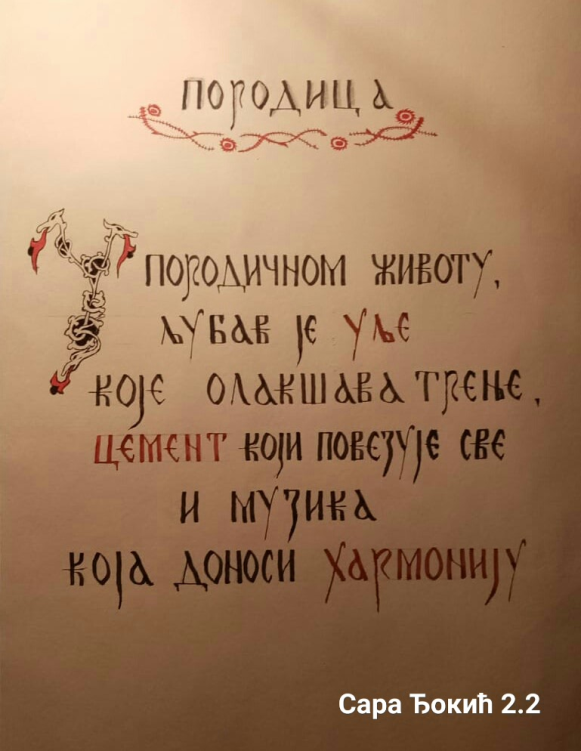 ПОРОДИЦА
У ПОРОДИЧНОМ ЖИВОТУ,
ЉУБАВ ЈЕ УЉЕ
КОЈЕ ОЛАКШАВА ТРЕЊЕ,
ЦЕМЕНТ КОЈИ ПОВЕЗУЈЕ СВЕ
И МУЗИКА
КОЈА ДОНОСИ ХАРМОНИЈУ
Сара Ђокић 2.2